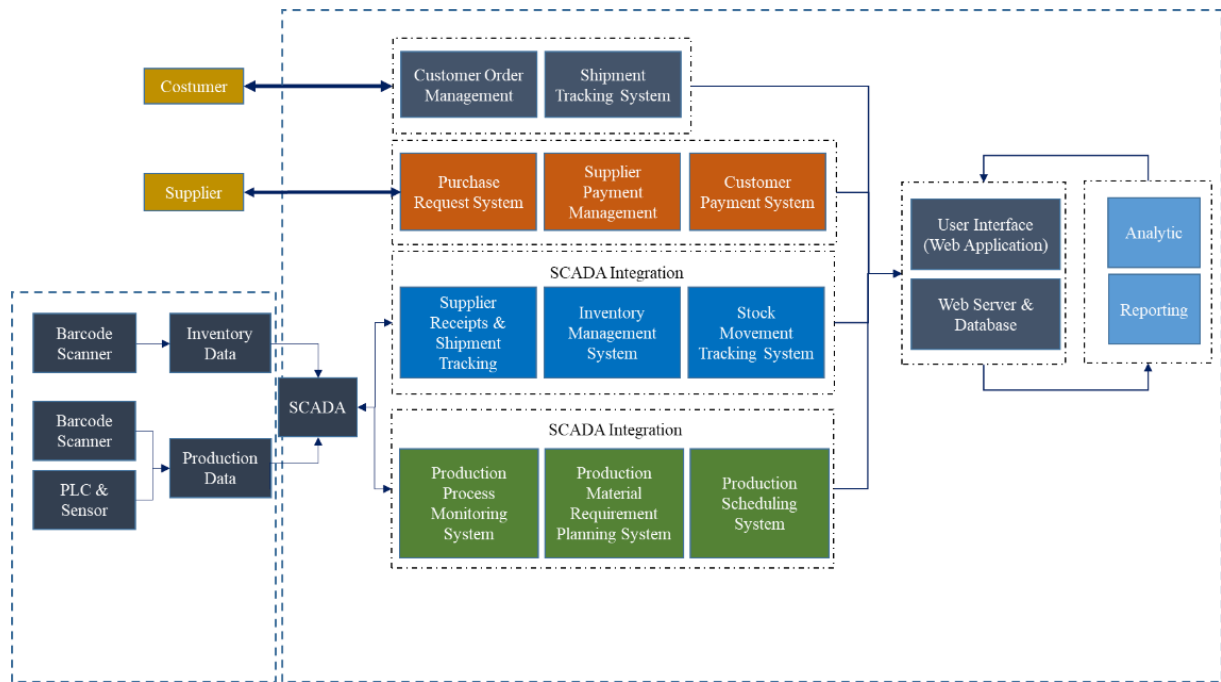 Costumer
Customer Order
Management
Shipment
Tracking System
Supplier
Purchase
Request System
Supplier
Payment
Management
Customer
Payment System
User Interface
(Web Application)
Web Server &
Database
Analytic
Reporting
SCADA Integration
Supplier
Receipts &
Shipment
Tracking
Inventory
Management
System
Stock
Movement
Tracking System
Barcode
Scanner
Inventory
Data
SCADA
Barcode
Scanner
PLC &
Sensor
Production
Data
SCADA Integration
Production
Process
Monitoring
System
Production
Material
Requirement
Planning System
Production
Scheduling
System